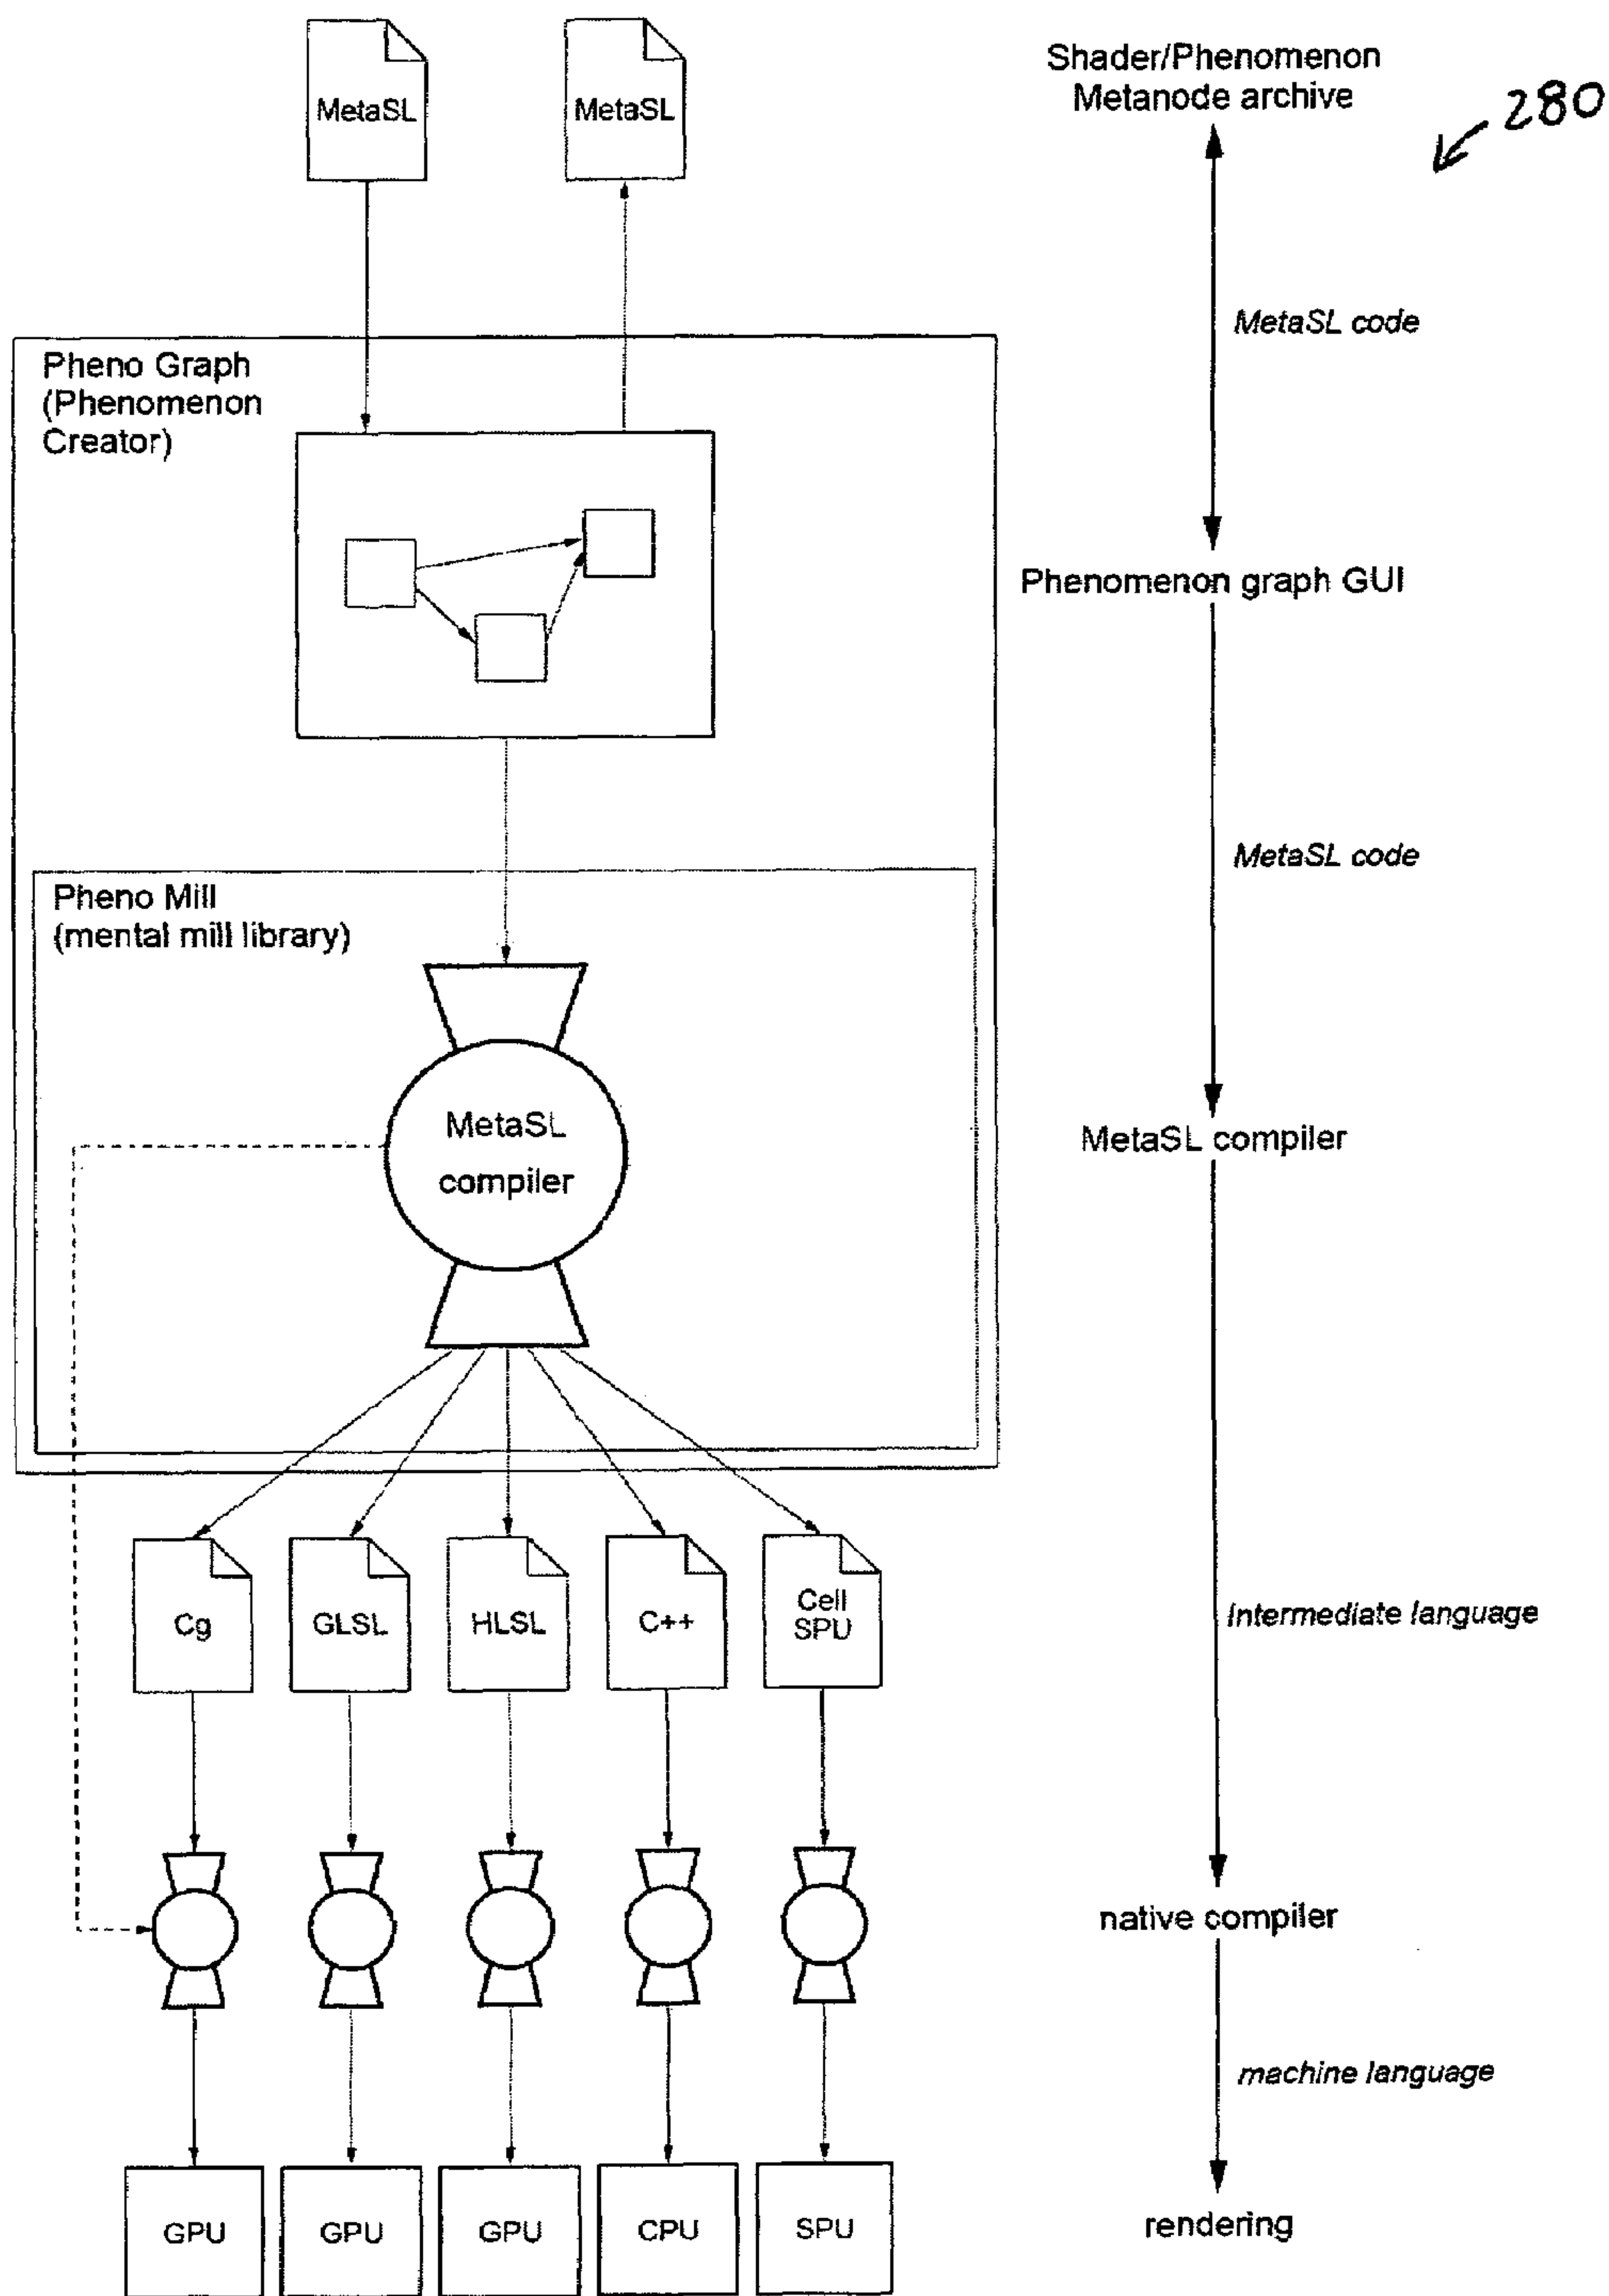 MetaSL
MetaSL
Shader/Phenomenon
Metanode archive
280
MetaSL code
Pheno Graph
(Phenomenon
Creator)
Phenomenon graph GUI
MetaSL code
Pheno Mill
(mental mill library)
MetaSL
compiler
MetaSL compiler
Cg
GLSL
HLSL
C++
Cell
SPU
Intermediate language
native compiler
machine language
GPU
GPU
GPU
CPU
SPU
rendering